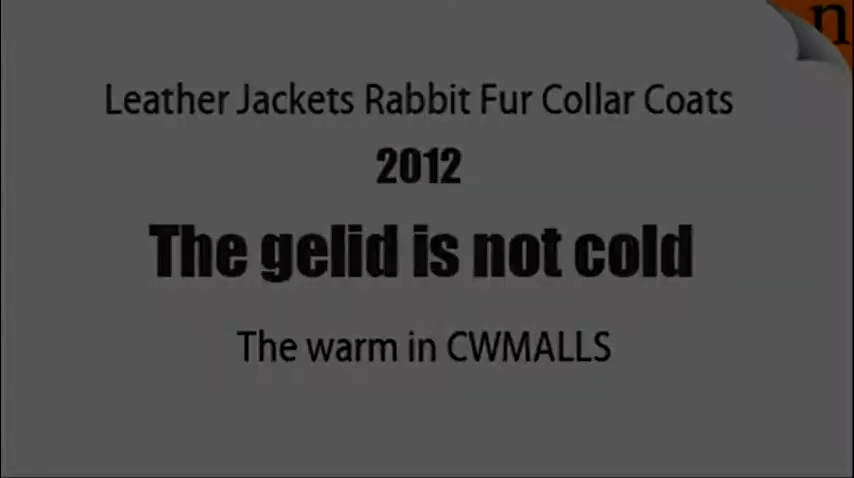 n
Leather Jackets Rabbit Fur Collar Coats
2012
The gelid is not cold
The warm in CWMALLS